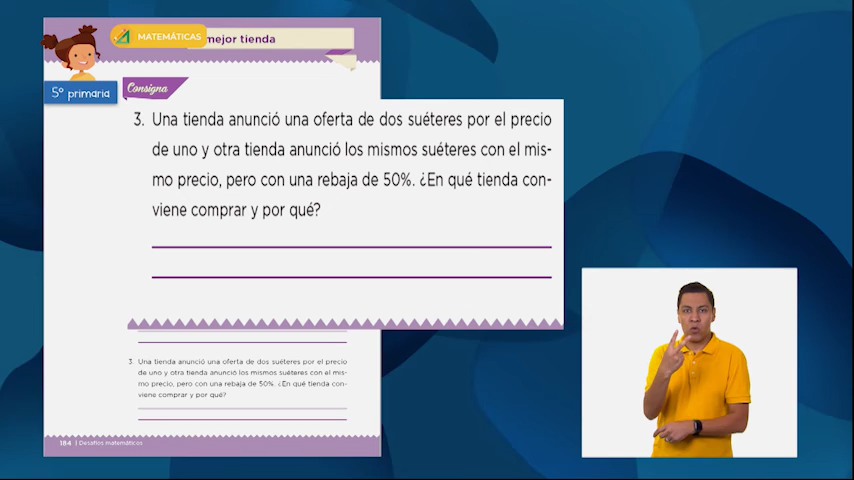 MATEMÁTICAS
mejor tienda
5° primaria
Consigna
3. Una tienda anunció una oferta de dos suéteres por el precio
de uno y otra tienda anunció los mismos suéteres con el mis-
mo precio, pero con una rebaja de 50%. ¿En qué tienda con-
viene comprar y por qué?
3. Una tienda anunció una oferta de dos suéteres por el precio
de uno y otra tienda anunció los mismos suéteres con el mis-
mo precio, pero con una rebaja de 50%. ¿En qué tienda con-
viene comprar y por qué?
184 | Desafíos matemáticos